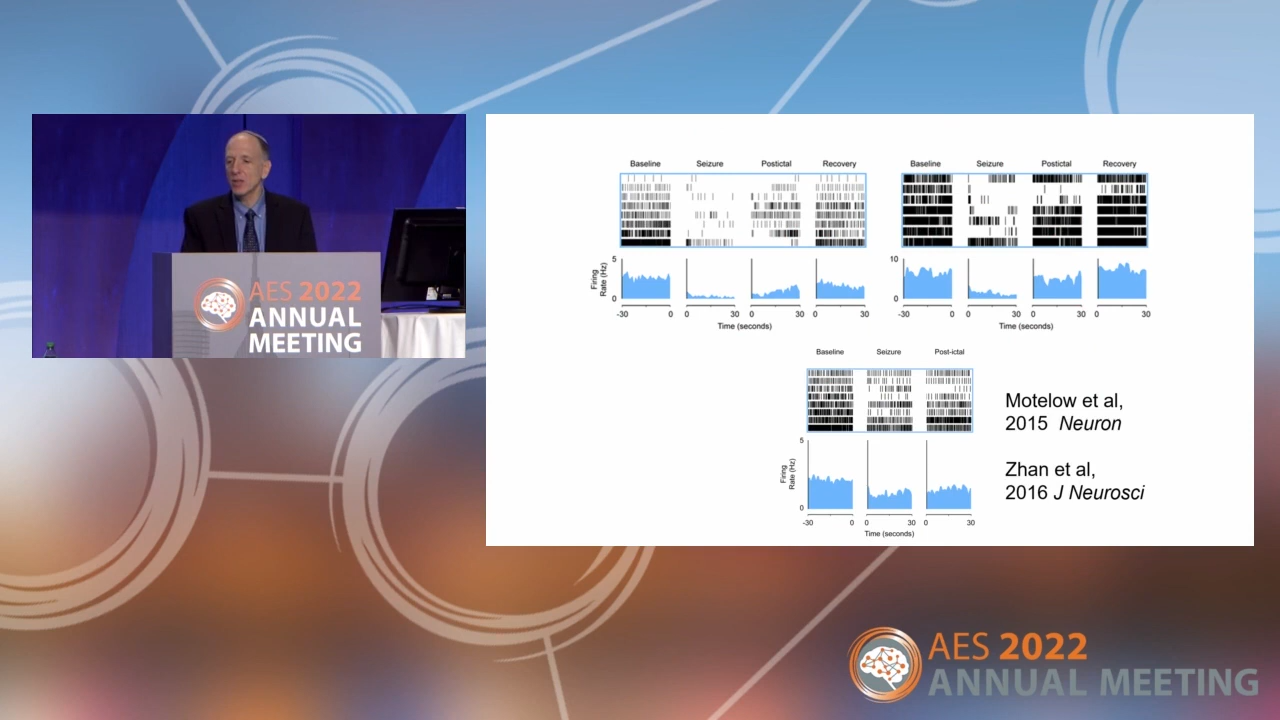 AES 2022
ANNUAL
MEETING
Baseline Seizure Postictal Recovery
5
Firing
Rate (Hz)
0
-30 0 0 30 0 30 0 30
Time (seconds)
Baseline Seizure Postictal Recovery
10
0
-30 0 0 30 0 30 0 30
Time (seconds)
Baseline Seizure Post-ictal
5
Firing
Rate (Hz)
0
-30 0 0 30 0 30
Time (seconds)
Motelow et al,
2015 Neuron
Zhan et al,
2016 J Neurosci
AES 2022
ANNUAL MEETING